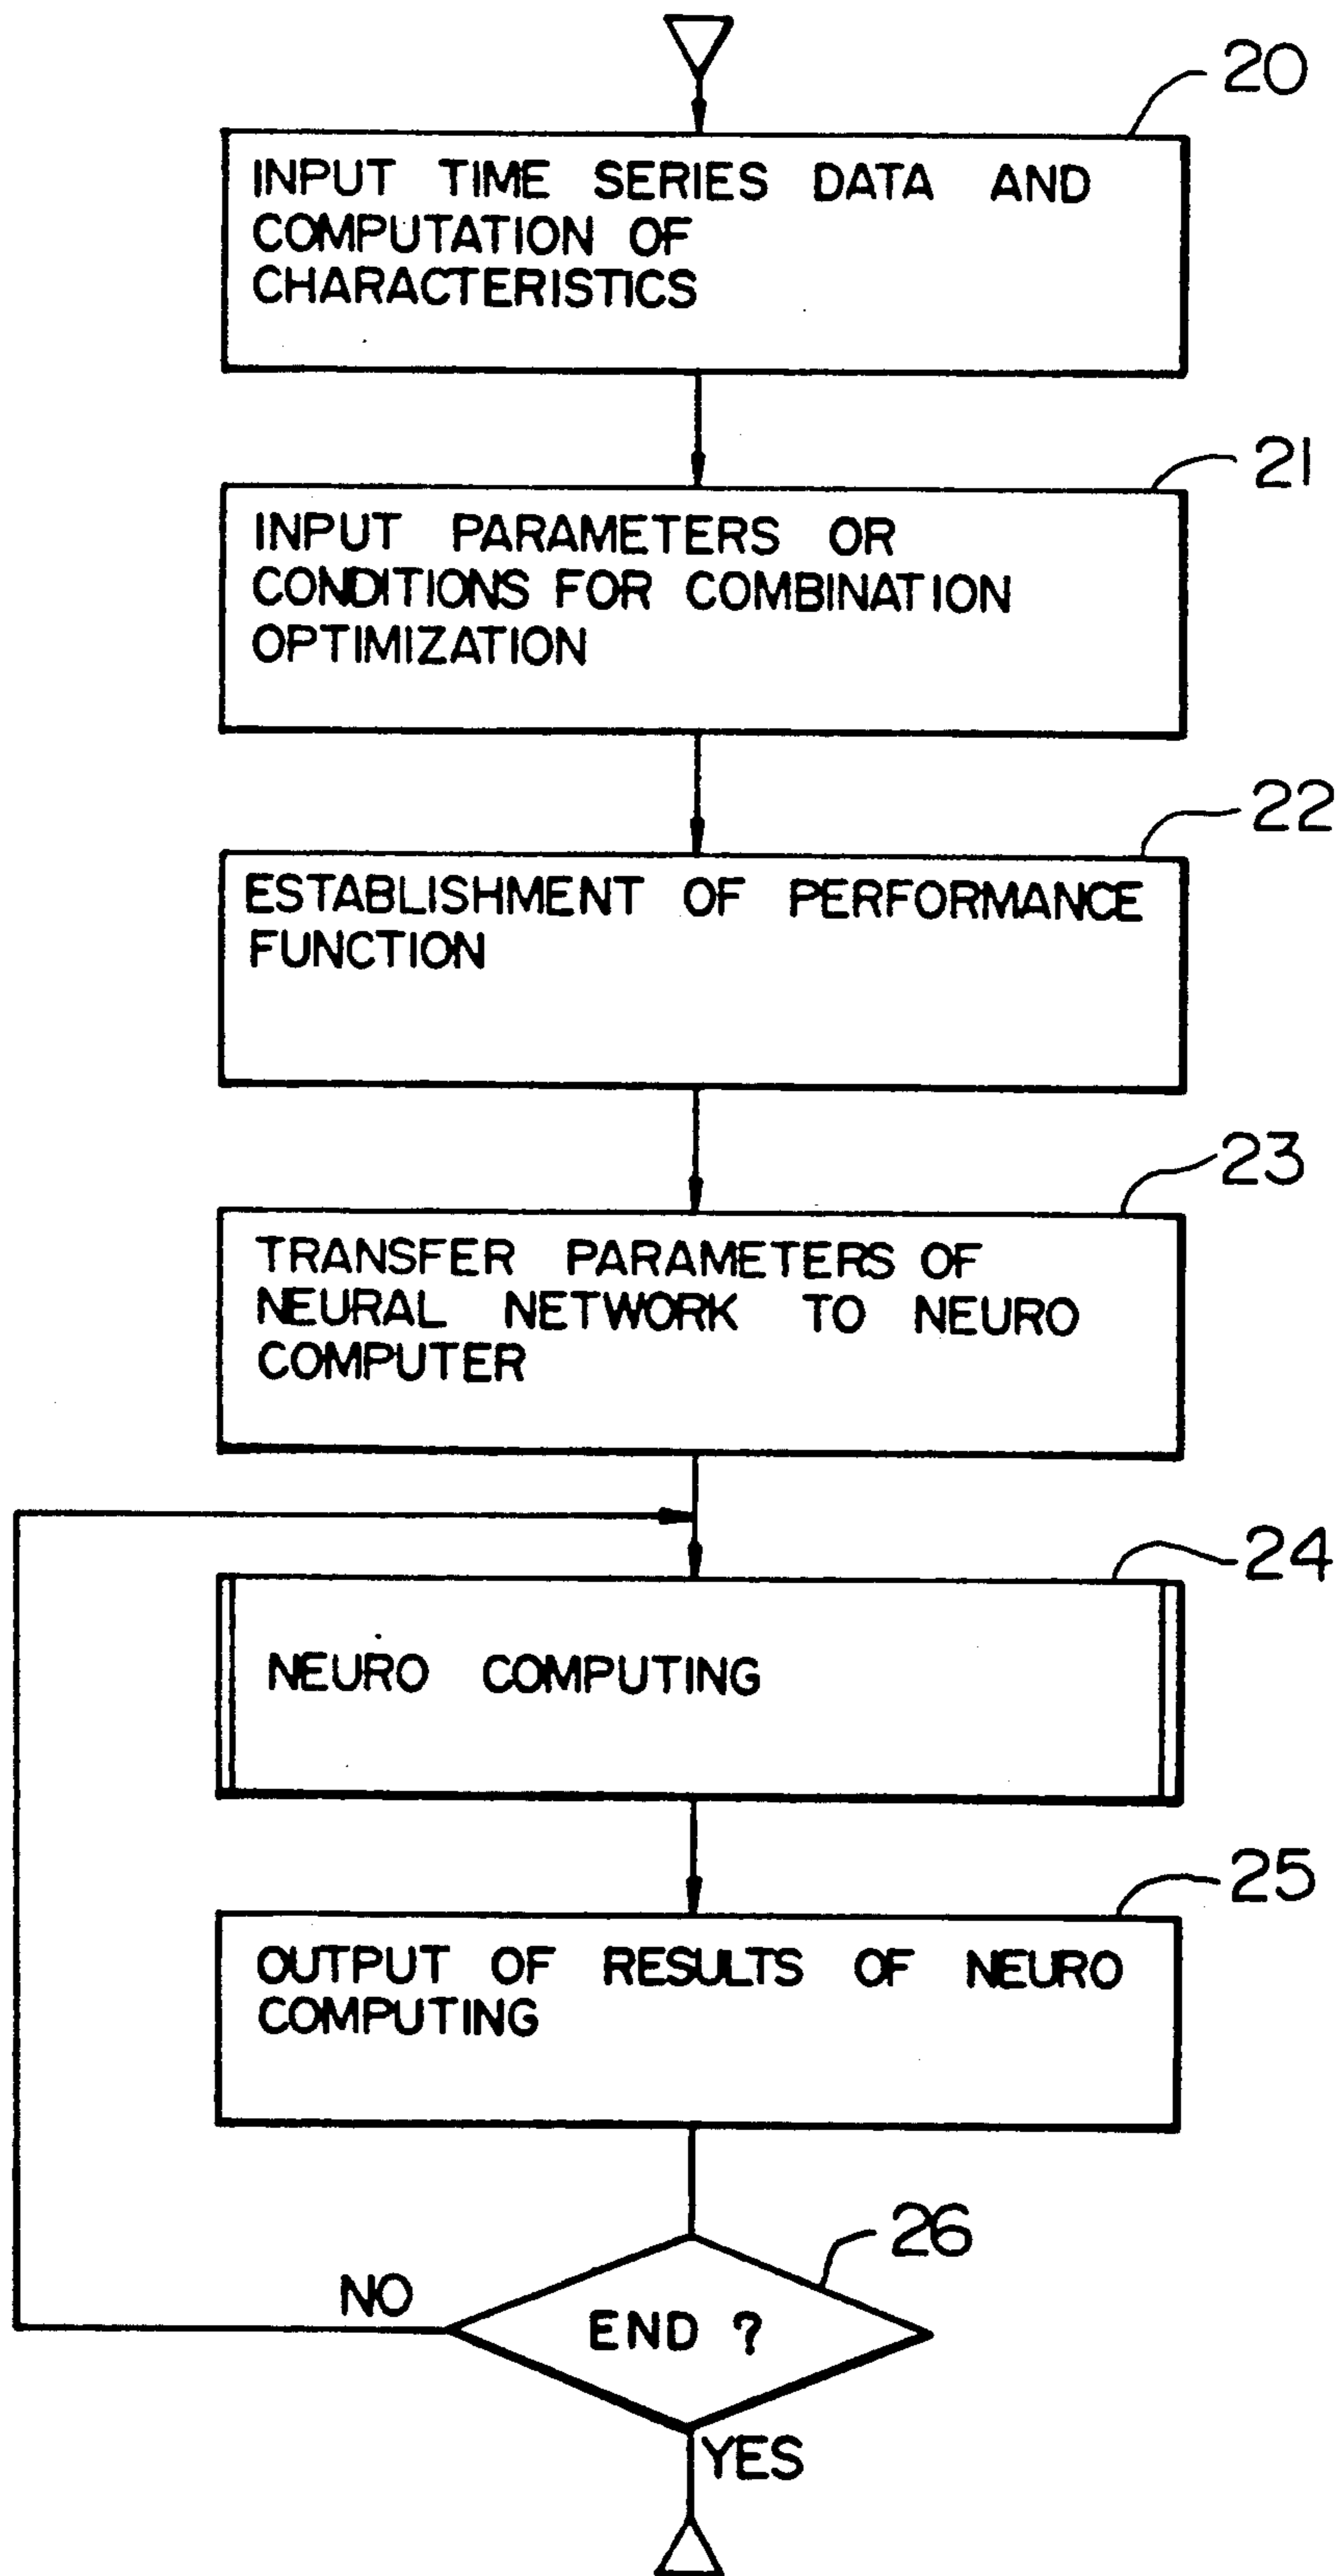 20
INPUT TIME SERIES DATA AND
COMPUTATION OF
CHARACTERISTICS
21
INPUT PARAMETERS OR
CONDITIONS FOR COMBINATION
OPTIMIZATION
22
ESTABLISHMENT OF PERFORMANCE
FUNCTION
23
TRANSFER PARAMETERS OF
NEURAL NETWORK TO NEURO
COMPUTER
24
NEURO COMPUTING
25
OUTPUT OF RESULTS OF NEURO
COMPUTING
26
NO
END ?
YES